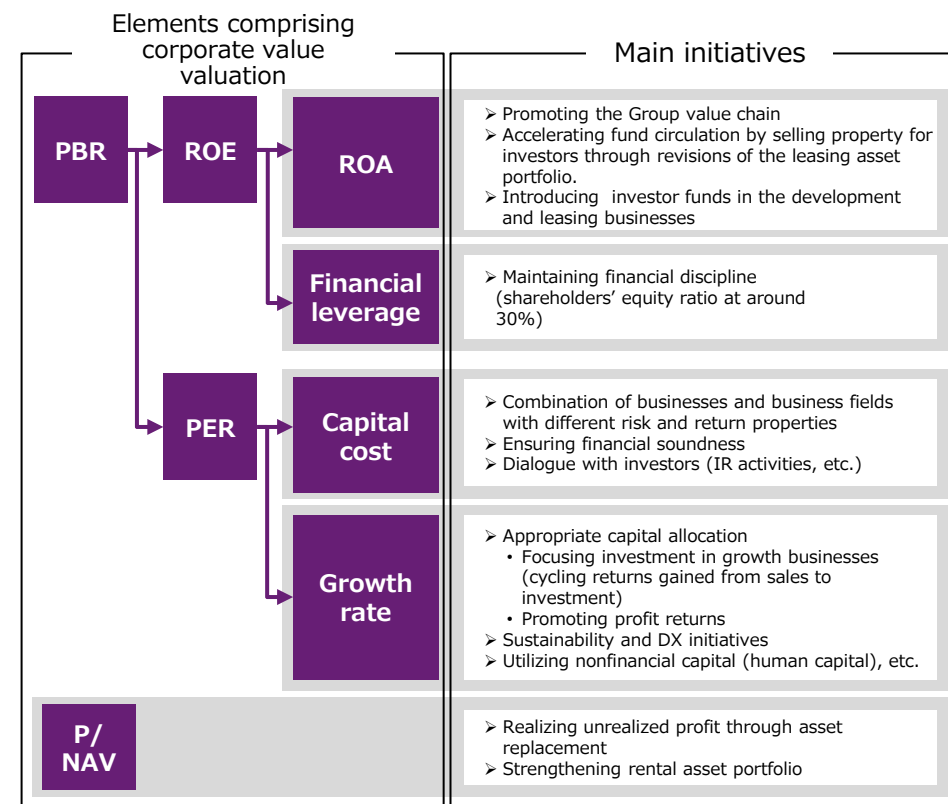 Elements comprising
corporate value
valuation
Main initiatives
PBR
ROE
ROA
➢ Promoting the Group value chain
➢ Accelerating fund circulation by selling property for
investors through revisions of the leasing asset
portfolio.
➢ Introducing investor funds in the development
and leasing businesses
Financial
leverage
➢ Maintaining financial discipline
(shareholders’ equity ratio at around
30%)
PER
Capital
cost
➢ Combination of businesses and business fields
with different risk and return properties
➢ Ensuring financial soundness
➢ Dialogue with investors (IR activities, etc.)
Growth
rate
➢ Appropriate capital allocation
• Focusing investment in growth businesses
(cycling returns gained from sales to
investment)
• Promoting profit returns
➢ Sustainability and DX initiatives
➢ Utilizing nonfinancial capital (human capital), etc.
P/
NAV
➢ Realizing unrealized profit through asset
replacement
➢ Strengthening rental asset portfolio